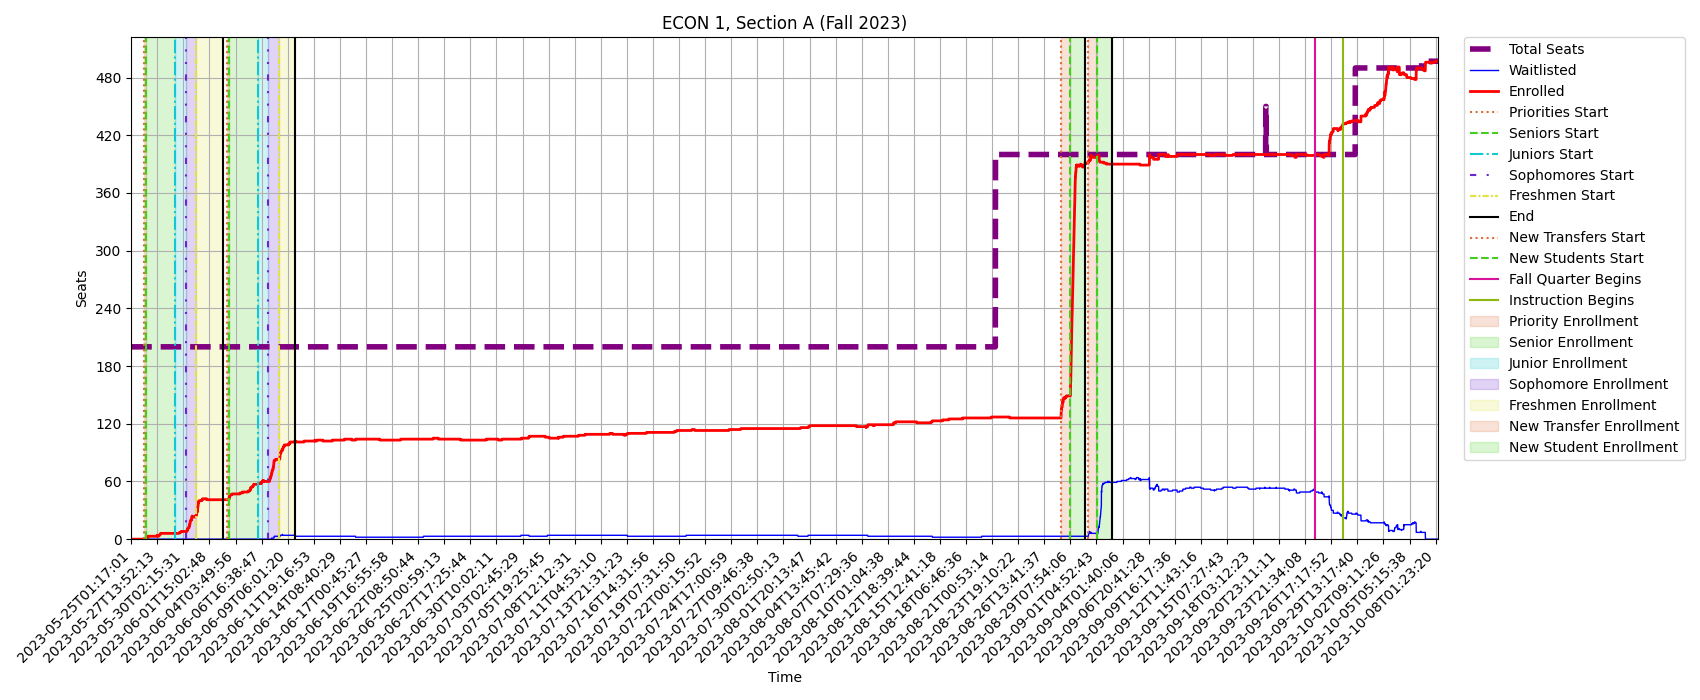 ECON 1, Section A (Fall 2023)
Seats
480
420
360
300
240
180
120
60
0
2023-05-25T01:17:01
2023-05-27T13:52:13
2023-05-30T02:15:31
2023-06-01T15:02:48
2023-06-04T03:49:56
2023-06-06T16:38:47
2023-06-09T06:01:20
2023-06-11T19:16:53
2023-06-14T08:40:29
2023-06-17T00:45:27
2023-06-19T16:55:58
2023-06-22T08:50:44
2023-06-25T00:59:13
2023-06-27T17:25:44
2023-06-30T10:02:11
2023-07-03T02:45:29
2023-07-05T19:25:45
2023-07-08T12:12:31
2023-07-11T04:53:10
2023-07-13T21:31:23
2023-07-16T14:31:56
2023-07-19T07:31:50
2023-07-22T00:15:52
2023-07-24T17:00:59
2023-07-27T09:46:38
2023-07-30T02:50:13
2023-08-01T20:13:47
2023-08-04T13:45:42
2023-08-07T07:29:36
2023-08-10T01:04:38
2023-08-12T18:39:44
2023-08-15T12:41:18
2023-08-18T06:46:36
2023-08-21T00:53:14
2023-08-23T19:10:22
2023-08-26T13:41:37
2023-08-29T07:54:06
2023-09-01T04:52:43
2023-09-04T01:40:06
2023-09-06T20:41:28
2023-09-09T16:17:36
2023-09-12T11:43:16
2023-09-15T07:27:43
2023-09-18T03:12:23
2023-09-20T23:11:11
2023-09-23T21:34:08
2023-09-26T17:17:52
2023-09-29T13:17:40
2023-10-02T09:11:26
2023-10-05T05:15:38
2023-10-08T01:23:20
Time
Total Seats
Waitlisted
Enrolled
Priorities Start
Seniors Start
Juniors Start
Sophomores Start
Freshmen Start
End
New Transfers Start
New Students Start
Fall Quarter Begins
Instruction Begins
Priority Enrollment
Senior Enrollment
Junior Enrollment
Sophomore Enrollment
Freshmen Enrollment
New Transfer Enrollment
New Student Enrollment